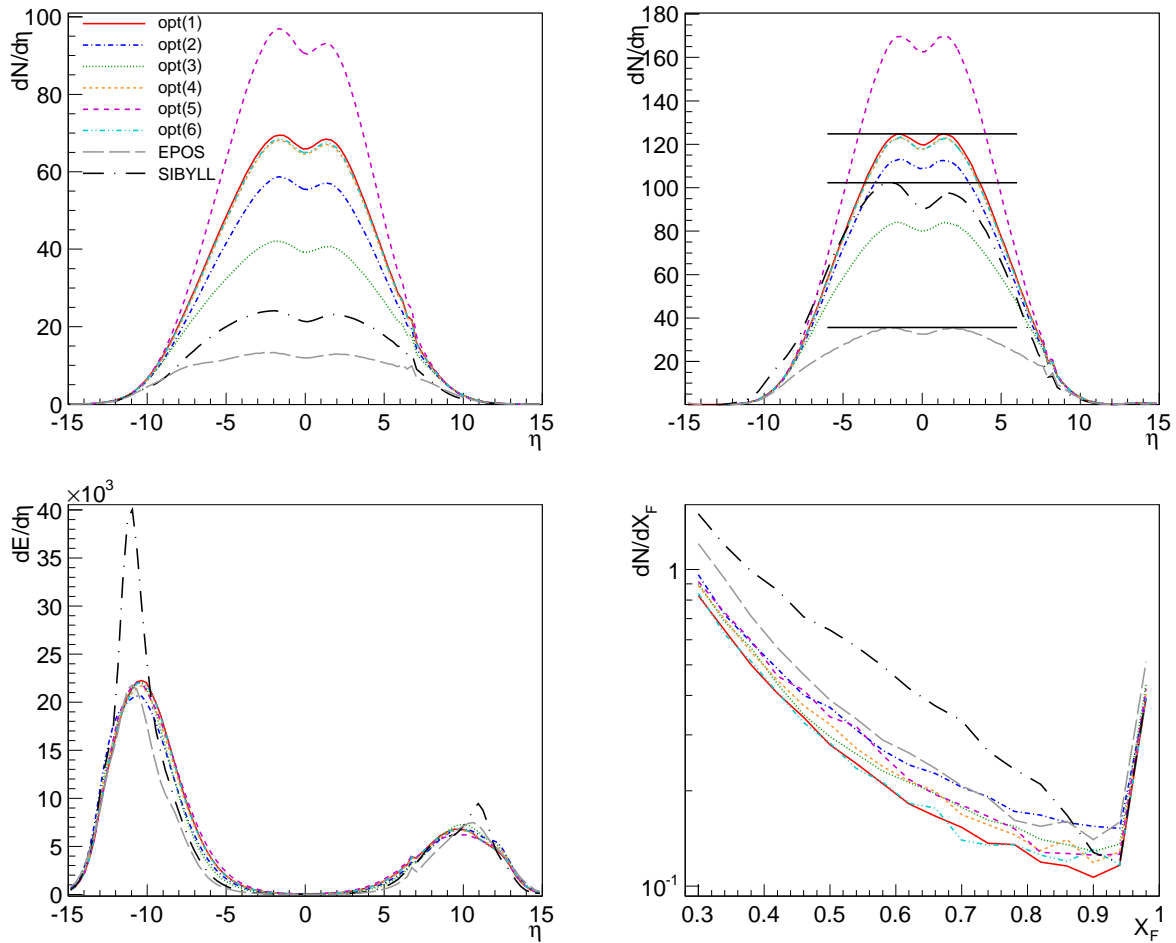 dN/dη
100
80
60
40
20
0
opt(1)
opt(2)
opt(3)
opt(4)
opt(5)
opt(6)
EPOS
SIBYLL
-15 -10 -5 0 5 10 15
η
dN/dη
180
160
140
120
100
80
60
40
20
-15 -10 -5 0 5 10 15
η
×10³
dE/dη
40
35
30
25
20
15
10
5
0
-15 -10 -5 0 5 10 15
η
dN/dX_F
1
10⁻¹
0.3 0.4 0.5 0.6 0.7 0.8 0.9 1
X_F